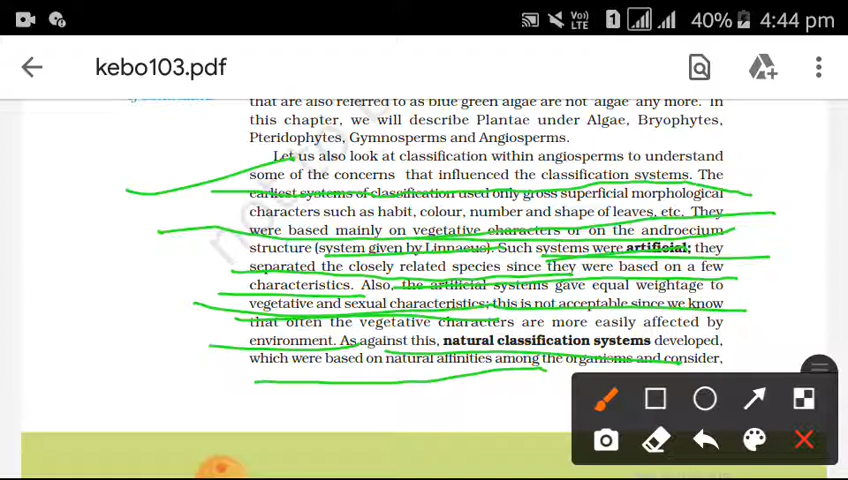 Vo)) LTE 1 40% 4:44 pm
kebo103.pdf
that are also referred to as blue green algae are not 'algae' any more. In
this chapter, we will describe Plantae under Algae, Bryophytes,
Pteridophytes, Gymnosperms and Angiosperms.
Let us also look at classification within angiosperms to understand
some of the concerns that influenced the classification systems. The
earliest systems of classification used only gross superficial morphological
characters such as habit, colour, number and shape of leaves, etc. They
were based mainly on vegetative characters or on the androecium
structure (system given by Linnaeus). Such systems were artificial; they
separated the closely related species since they were based on a few
characteristics. Also, the artificial systems gave equal weightage to
vegetative and sexual characteristics; this is not acceptable since we know
that often the vegetative characters are more easily affected by
environment. As against this, natural classification systems developed,
which were based on natural affinities among the organisms and consider,
not to